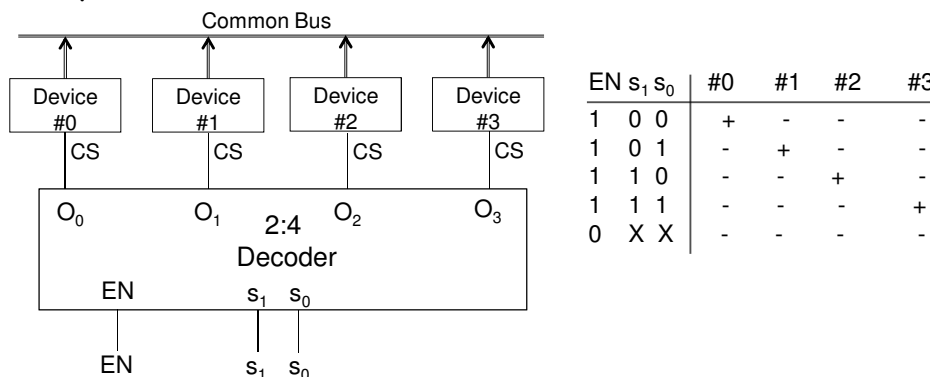 Common Bus
Device #0
Device #1
Device #2
Device #3
CS CS CS CS
O₀ O₁ O₂ O₃
2:4
Decoder
EN s₁ s₀
EN s₁ s₀
EN s₁ s₀ #0 #1 #2 #3
1 0 0 + - - -
1 0 1 - + - -
1 1 0 - - + -
1 1 1 - - - +
0 X X - - - -